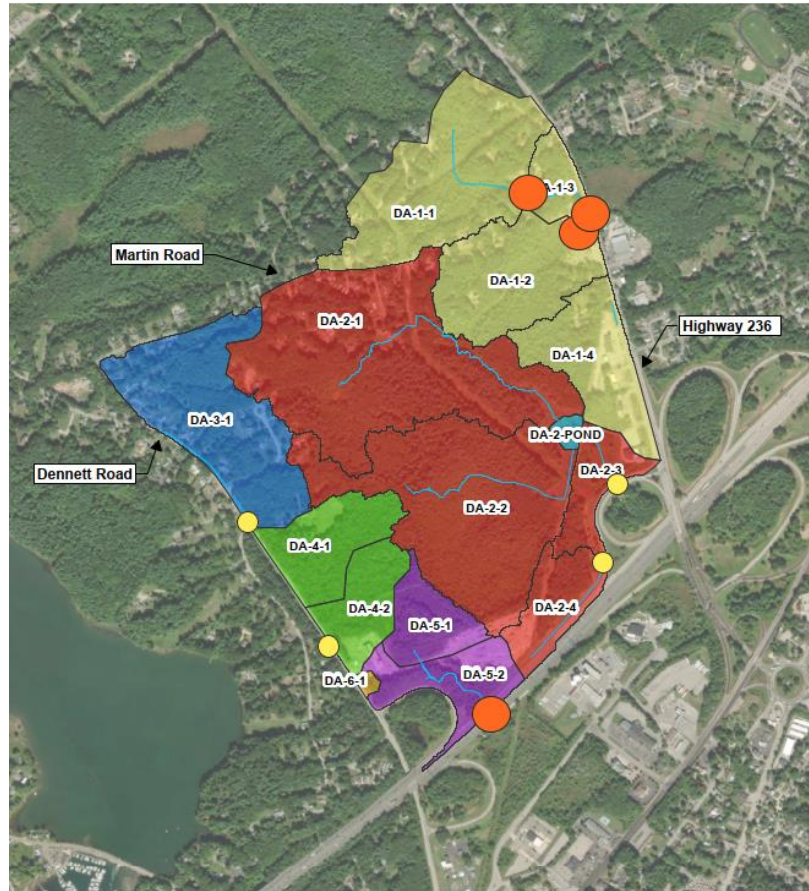 DA-1-3
DA-1-1
Martin Road
DA-1-2
DA-2-1
Highway 236
DA-1-4
DA-3-1
DA-2-POND
Dennett Road
DA-2-3
DA-2-2
DA-4-1
DA-4-2
DA-2-4
DA-5-1
DA-6-1
DA-5-2